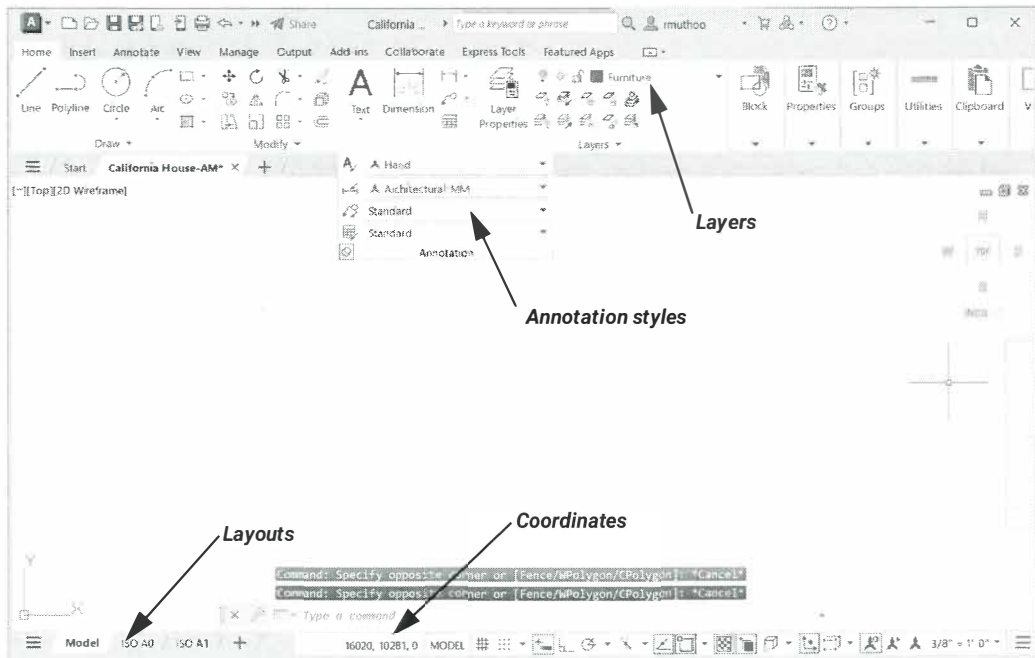 A Share California ... Type a keyword or phrase rmuthoo
Home Insert Annotate View Manage Output Add-ins Collaborate Express Tools Featured Apps
Furniture
Line Polyline Circle Arc Text Dimension Layer Properties Block Properties Groups Utilities Clipboard V
Draw Modify Layers
Start California House-AM* × +
[-][Top][2D Wireframe]
Hand
Architectural MM
Standard
Standard
Annotation
Layers
TOP
Annotation styles
Coordinates
Layouts
Y
X
Command: Specify opposite corner or [Fence/WPolygon/CPolygon]: *Cancel*
Command: Specify opposite corner or [Fence/WPolygon/CPolygon]: *Cancel*
Type a command
Model ISO A0 ISO A1 + 16020, 10281, 0 MODEL 3/8" = 1'-0"